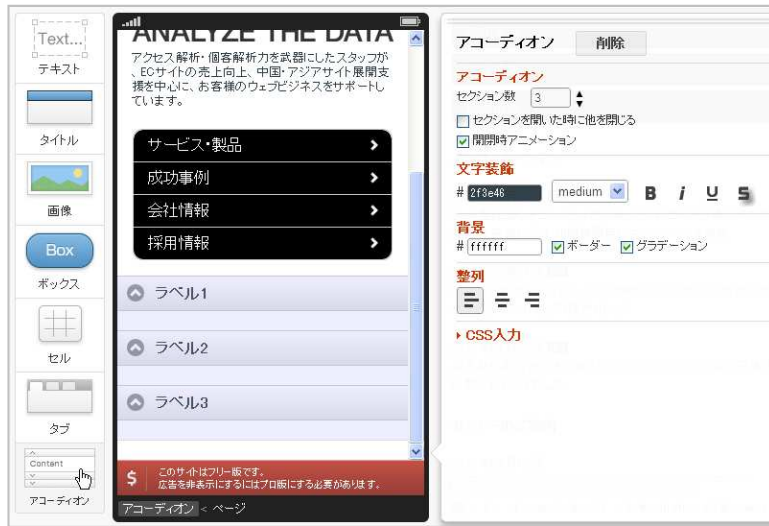 Text...
テキスト
タイトル
画像
Box
ボックス
セル
タブ
Content
アコーディオン
ANALYZE THE DATA
アクセス解析・個客解析力を武器にしたスタッフが
、ECサイトの売上向上、中国・アジアサイト展開支
援を中心に、お客様のウェブビジネスをサポートし
ています。
サービス・製品
成功事例
会社情報
採用情報
ラベル1
ラベル2
ラベル3
$ このサイトはフリー版です。
広告を非表示にするにはプロ版にする必要があります。
アコーディオン < ページ
アコーディオン 削除
アコーディオン
セクション数 3
セクションを開いた時に他を閉じる
開閉時アニメーション
文字装飾
# 2f3e46 medium B i U S
背景
# ffffff ボーダー グラデーション
整列
CSS入力